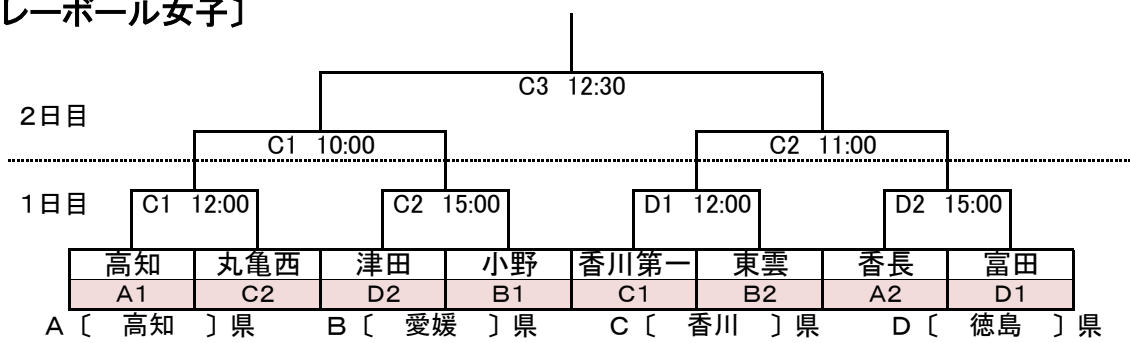 レーボール女子〕
C3 12:30
2日目
C1 10:00 C2 11:00
1日目
C1 12:00 C2 15:00 D1 12:00 D2 15:00
高知 丸亀西 津田 小野 香川第一 東雲 香長 富田
A1 C2 D2 B1 C1 B2 A2 D1
A〔 高知 〕県 B〔 愛媛 〕県 C〔 香川 〕県 D〔 徳島 〕県